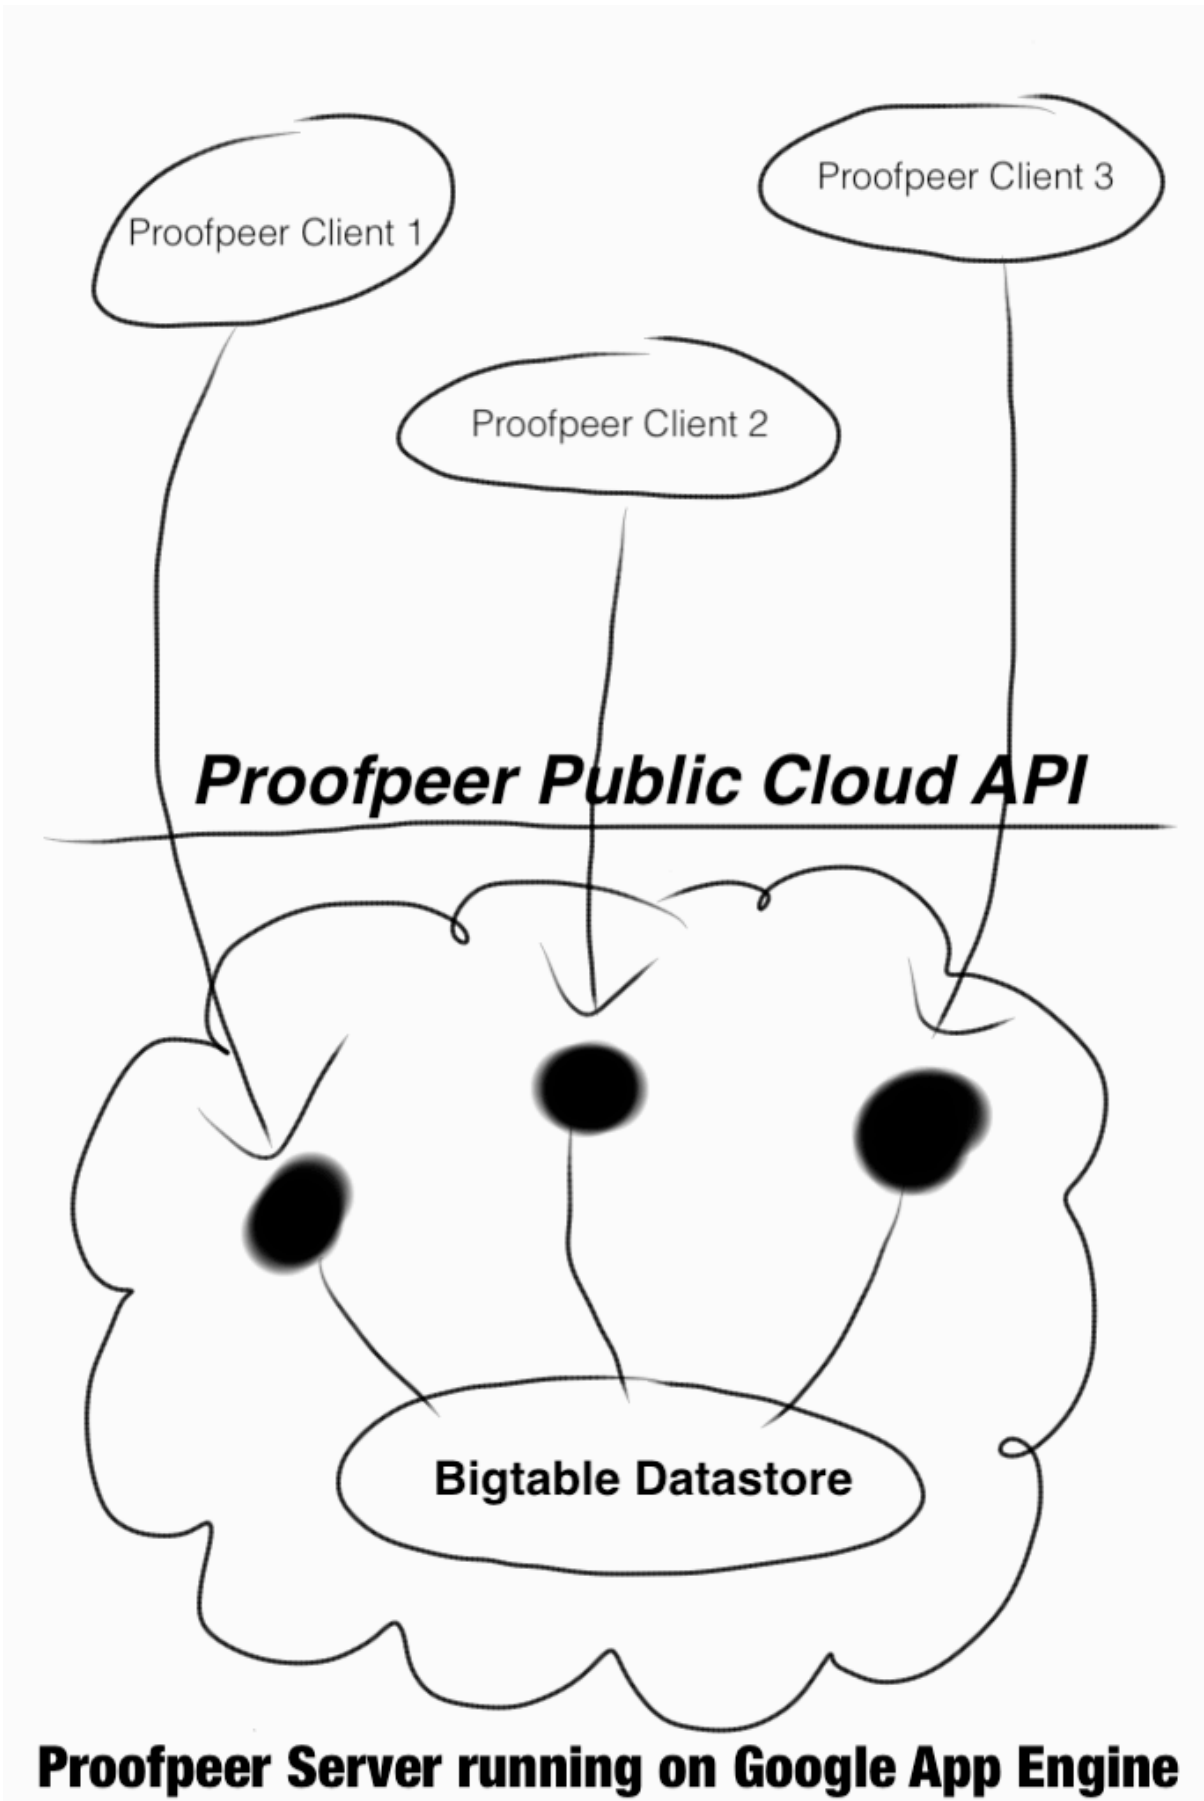 Proofpeer Client 3
Proofpeer Client 1
Proofpeer Client 2
Proofpeer Public Cloud API
Bigtable Datastore
Proofpeer Server running on Google App Engine